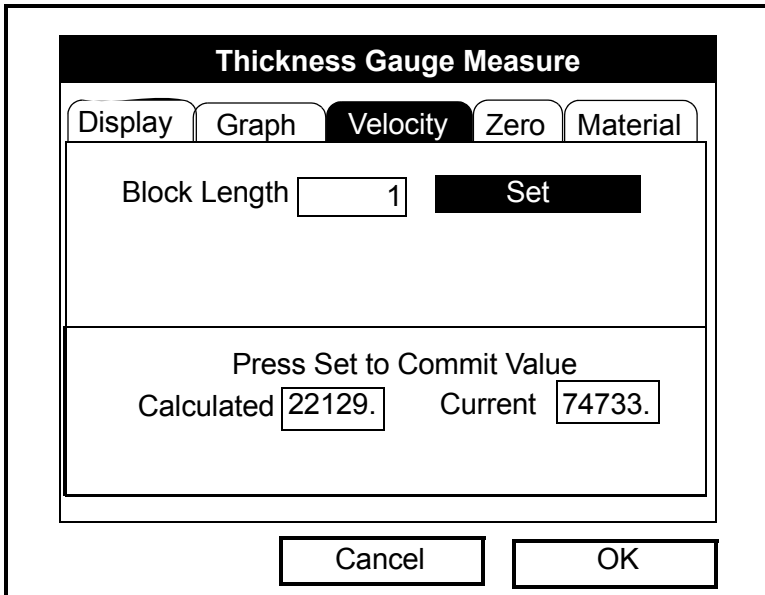 Thickness Gauge Measure
Display Graph Velocity Zero Material
Block Length 1 Set
Press Set to Commit Value
Calculated 22129. Current 74733.
Cancel OK